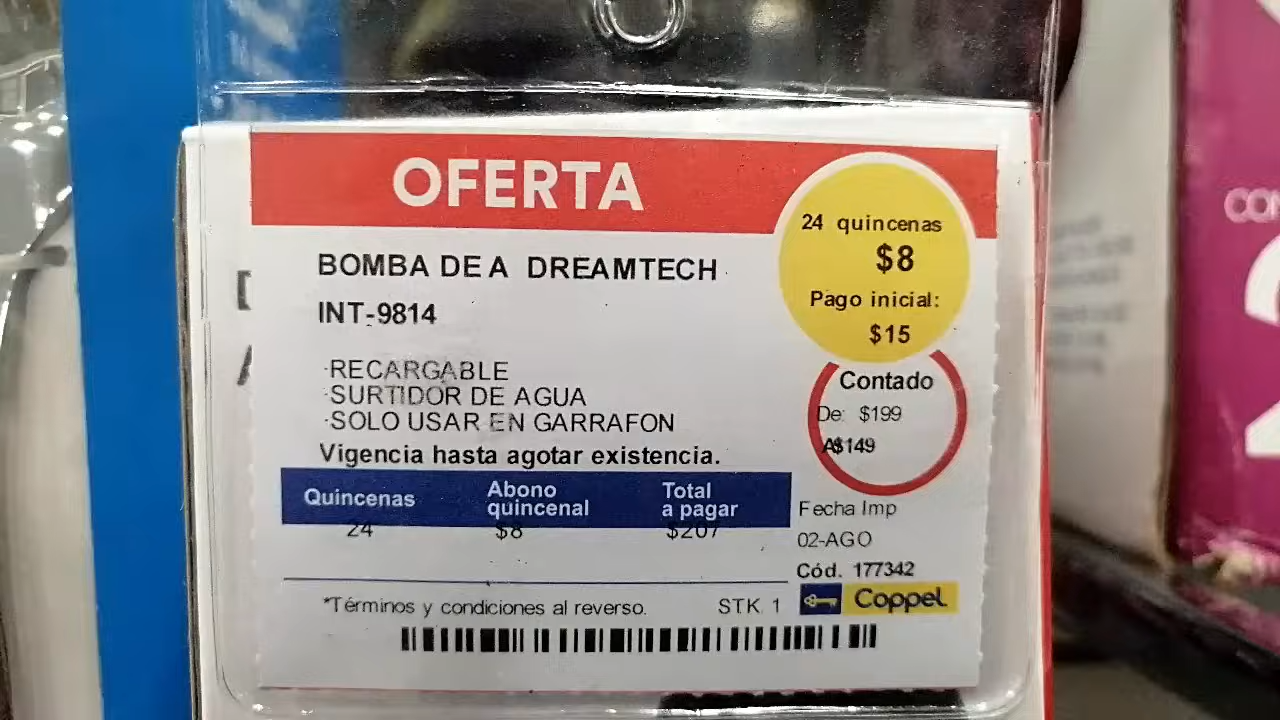 OFERTA
24 quincenas
$8
Pago inicial:
$15
BOMBA DE A DREAMTECH
INT-9814
·RECARGABLE
·SURTIDOR DE AGUA
·SOLO USAR EN GARRAFON
Vigencia hasta agotar existencia.
Contado
De: $199
A$149
Quincenas Abono quincenal Total a pagar
24 $8 $207
Fecha Imp
02-AGO
Cód. 177342
*Términos y condiciones al reverso. STK 1
Coppel